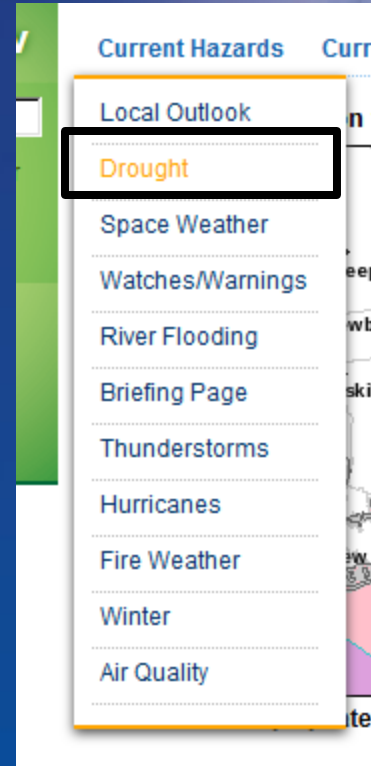 Current Hazards
Local Outlook
Drought
Space Weather
Watches/Warnings
River Flooding
Briefing Page
Thunderstorms
Hurricanes
Fire Weather
Winter
Air Quality